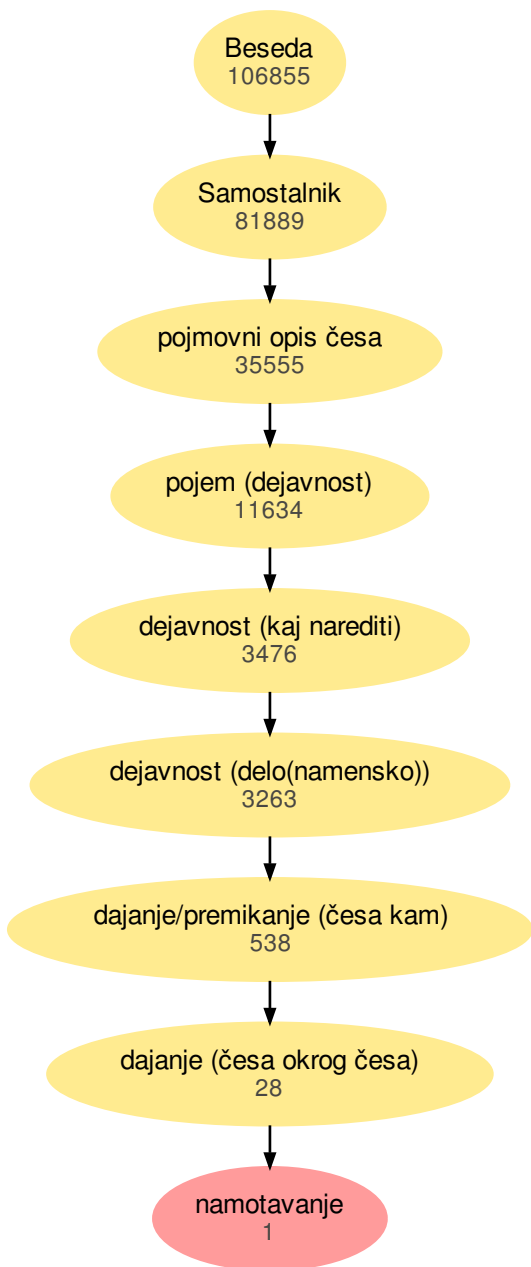 Beseda
106855
Samostalnik
81889
pojmovni opis česa
35555
pojem (dejavnost)
11634
dejavnost (kaj narediti)
3476
dejavnost (delo(namensko))
3263
dajanje/premikanje (česa kam)
538
dajanje (česa okrog česa)
28
namotavanje
1